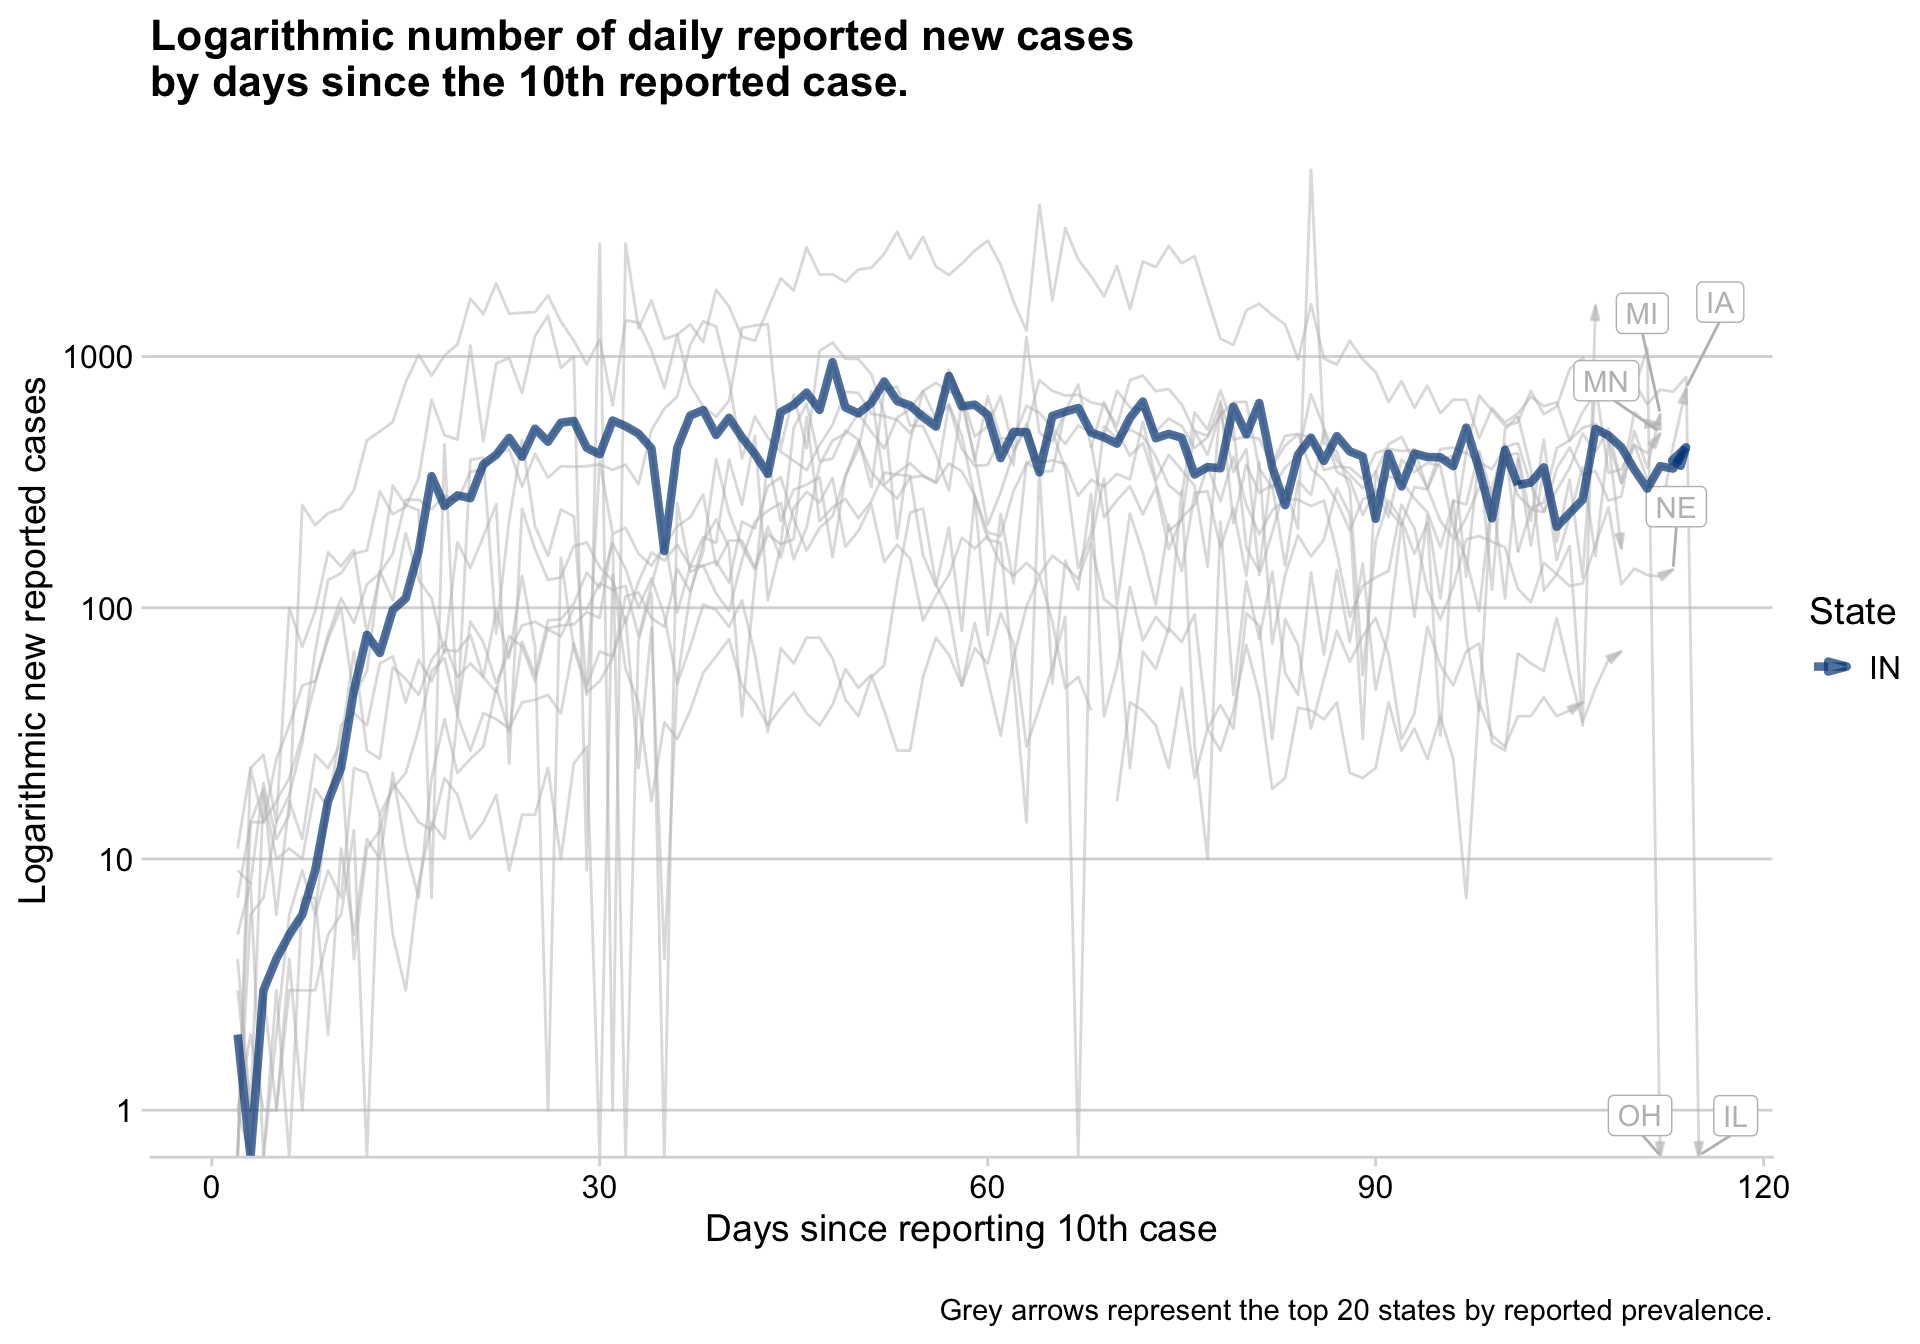 Logarithmic number of daily reported new cases
by days since the 10th reported case.
Logarithmic new reported cases
1000
100
10
1
MI
IA
MN
NE
OH
IL
State
IN
0
30
60
90
120
Days since reporting 10th case
Grey arrows represent the top 20 states by reported prevalence.